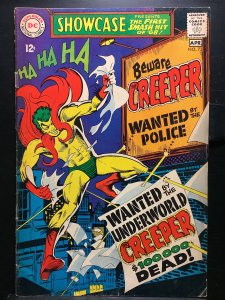 DC
SHOWCASE
PRESENTS
THE FIRST
SMASH HIT
OF '68!
APR.
12¢
HA HA HA
Beware
CREEPER
WANTED
BY THE
POLICE
WANTED
BY THE
UNDERWORLD
CREEPER
$100,000
DEAD!